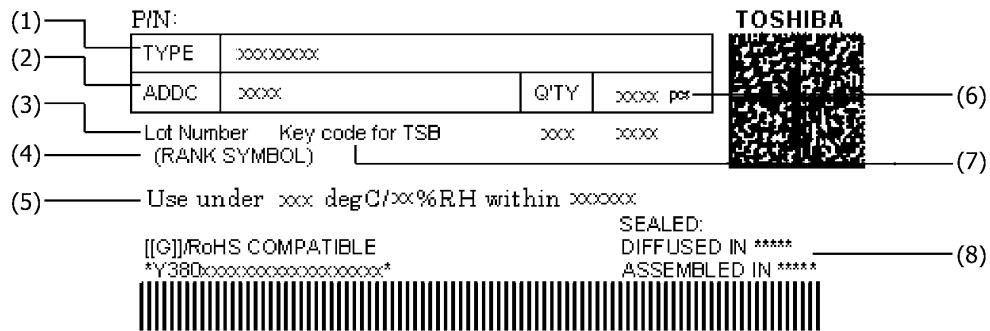 P/N: TOSHIBA
(1) TYPE xxxxxxxx
(2) ADDC xxxx Q'TY xxxx pcs (6)
(3) Lot Number Key code for TSB xxx xxxx
(4) (RANK SYMBOL) (7)
(5) Use under xxx degC/xx%RH within xxxxxx
SEALED:
[[G]]/RoHS COMPATIBLE DIFFUSED IN ***** (8)
*Y380xxxxxxxxxxxxxxxxx* ASSEMBLED IN *****